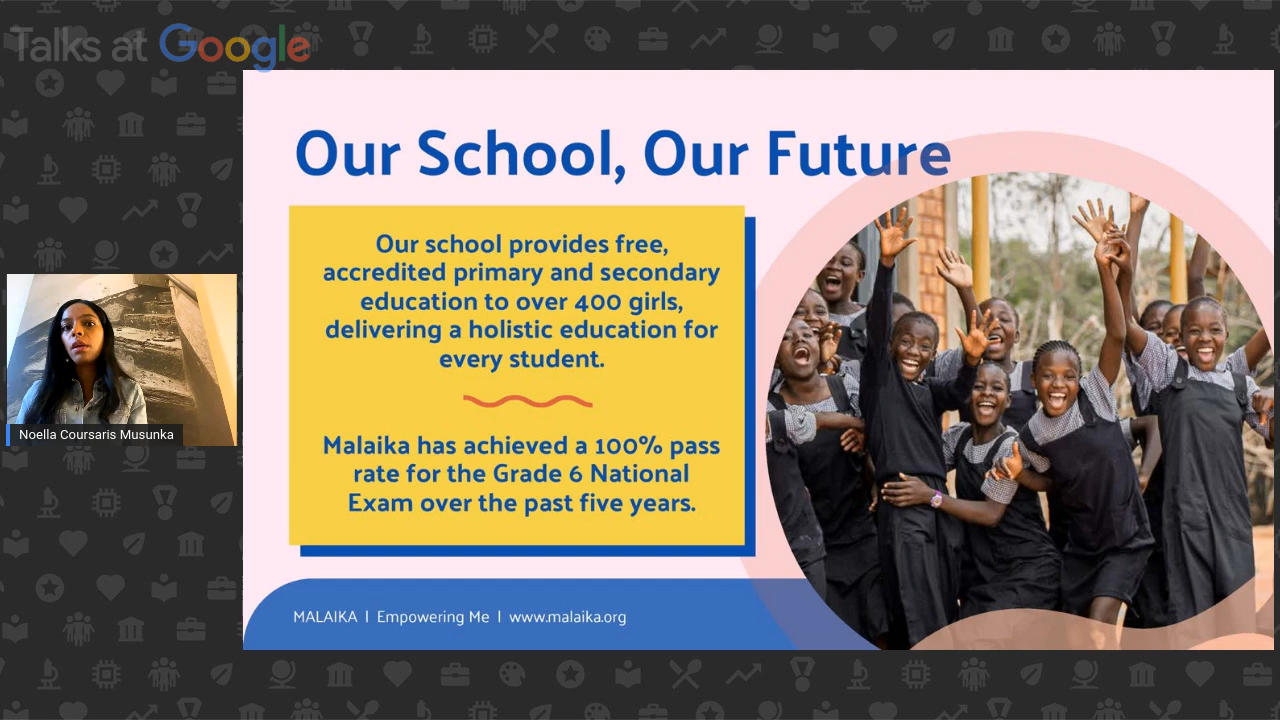 Talks at Google
Our School, Our Future
Our school provides free,
accredited primary and secondary
education to over 400 girls,
delivering a holistic education for
every student.
Malaika has achieved a 100% pass
rate for the Grade 6 National
Exam over the past five years.
Noella Coursaris Musunka
MALAIKA I Empowering Me I www.malaika.org